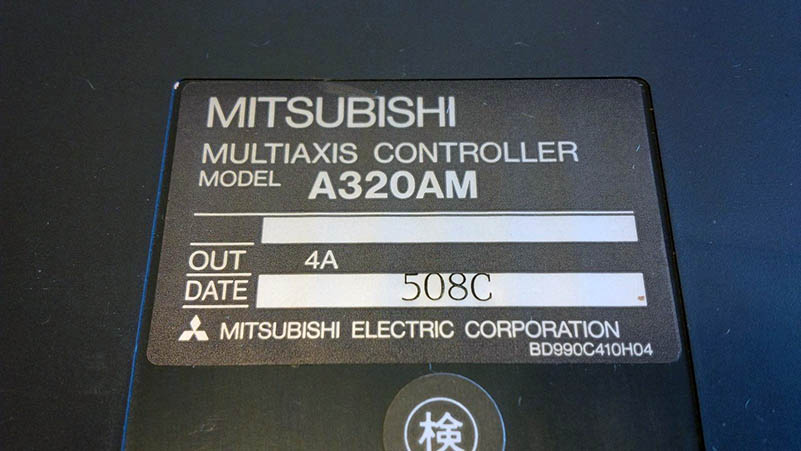 MITSUBISHI
MULTIAXIS CONTROLLER
MODEL A320AM
OUT 4A
DATE 508C
MITSUBISHI ELECTRIC CORPORATION
BD990C410H04
検